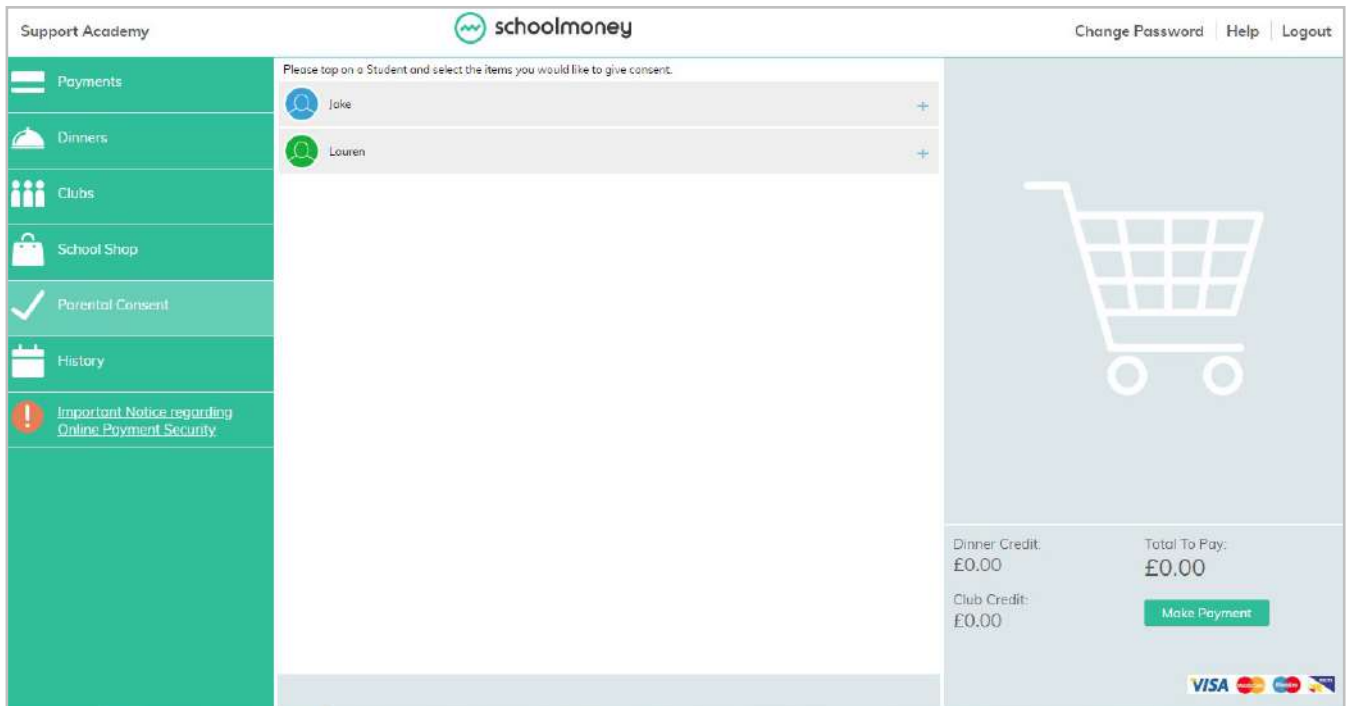 Support Academy
schoolmoney
Change Password
Help
Logout
Payments
Dinners
Clubs
School Shop
Parental Consent
History
Important Notice regarding
Online Payment Security
Please tap on a Student and select the items you would like to give consent.
Jake
+
Lauren
+
Dinner Credit:
£0.00
Total To Pay:
£0.00
Club Credit:
£0.00
Make Payment
VISA